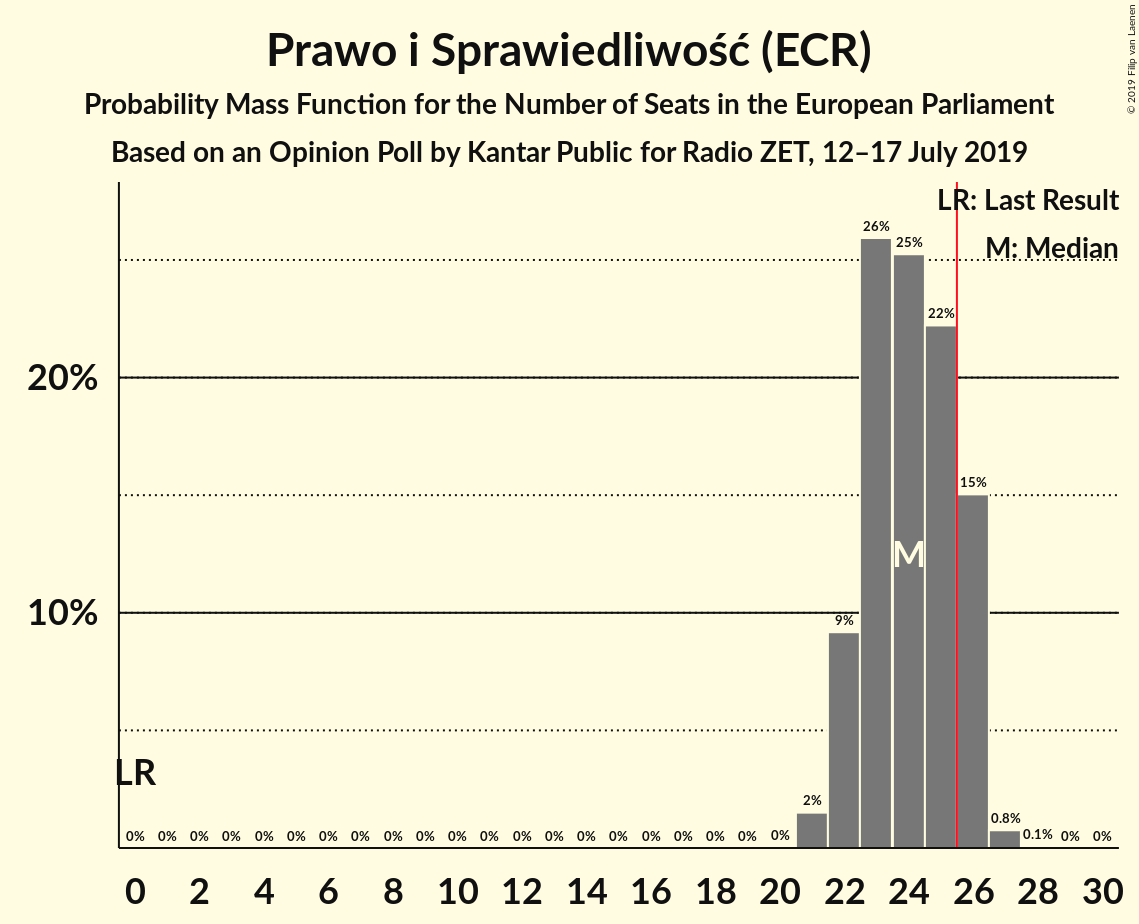 Prawo i Sprawiedliwość (ECR)
Probability Mass Function for the Number of Seats in the European Parliament
Based on an Opinion Poll by Kantar Public for Radio ZET, 12–17 July 2019
© 2019 Filip van Laenen
LR: Last Result
M: Median
26%
25%
22%
20%
15%
M
10%
9%
LR
2%
0% 0% 0% 0% 0% 0% 0% 0% 0% 0% 0% 0% 0% 0% 0% 0% 0% 0% 0% 0% 0% 0.8% 0.1% 0% 0%
0 2 4 6 8 10 12 14 16 18 20 22 24 26 28 30